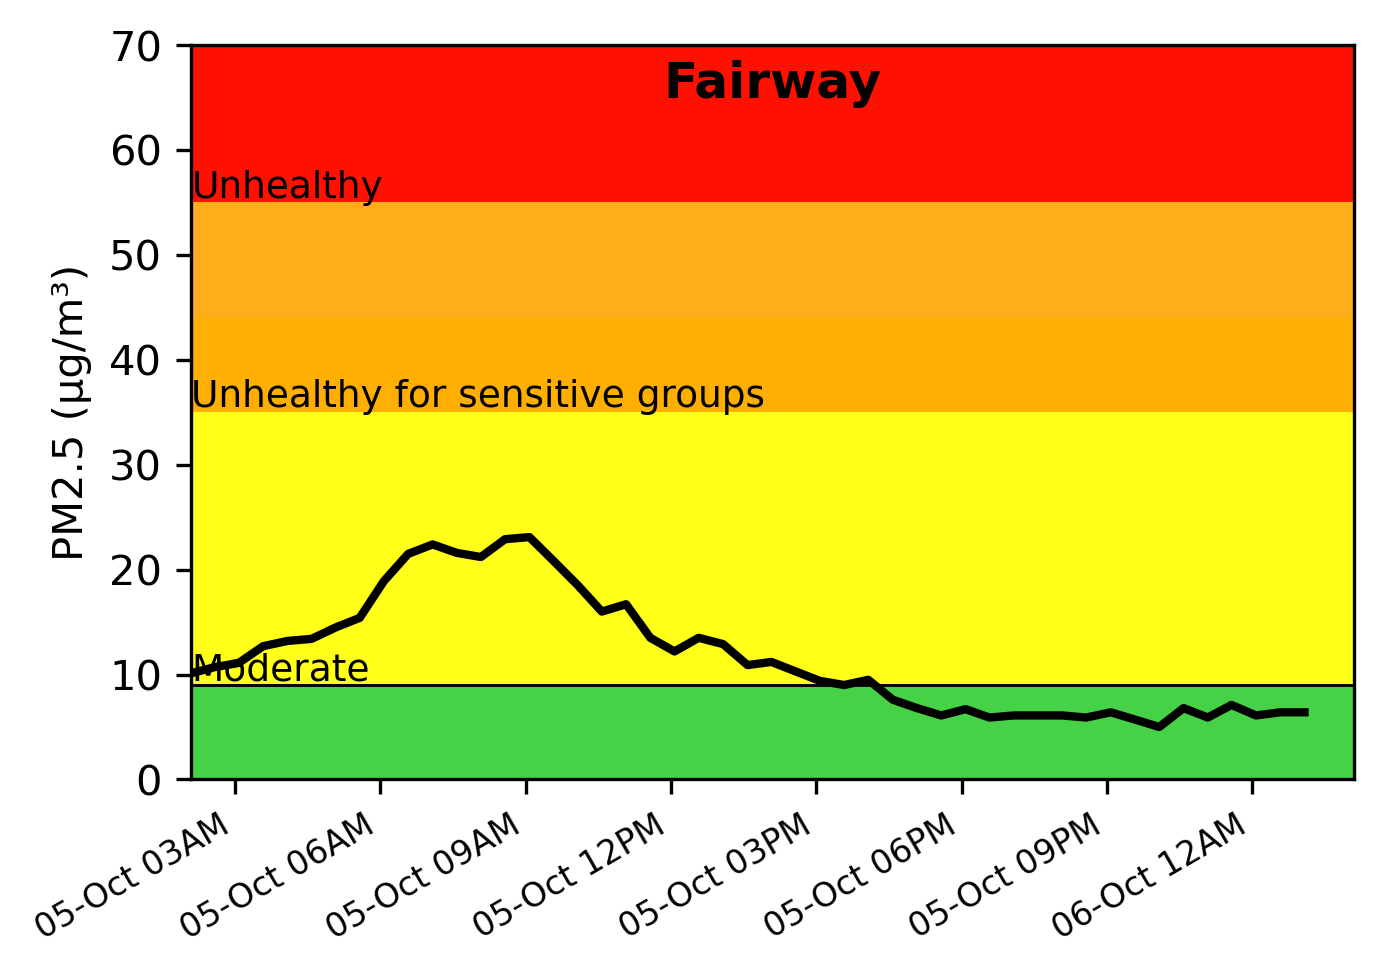 Fairway
70
60
50
40
30
20
10
0
PM2.5 (µg/m³)
Unhealthy
Unhealthy for sensitive groups
Moderate
05-Oct 03AM
05-Oct 06AM
05-Oct 09AM
05-Oct 12PM
05-Oct 03PM
05-Oct 06PM
05-Oct 09PM
06-Oct 12AM